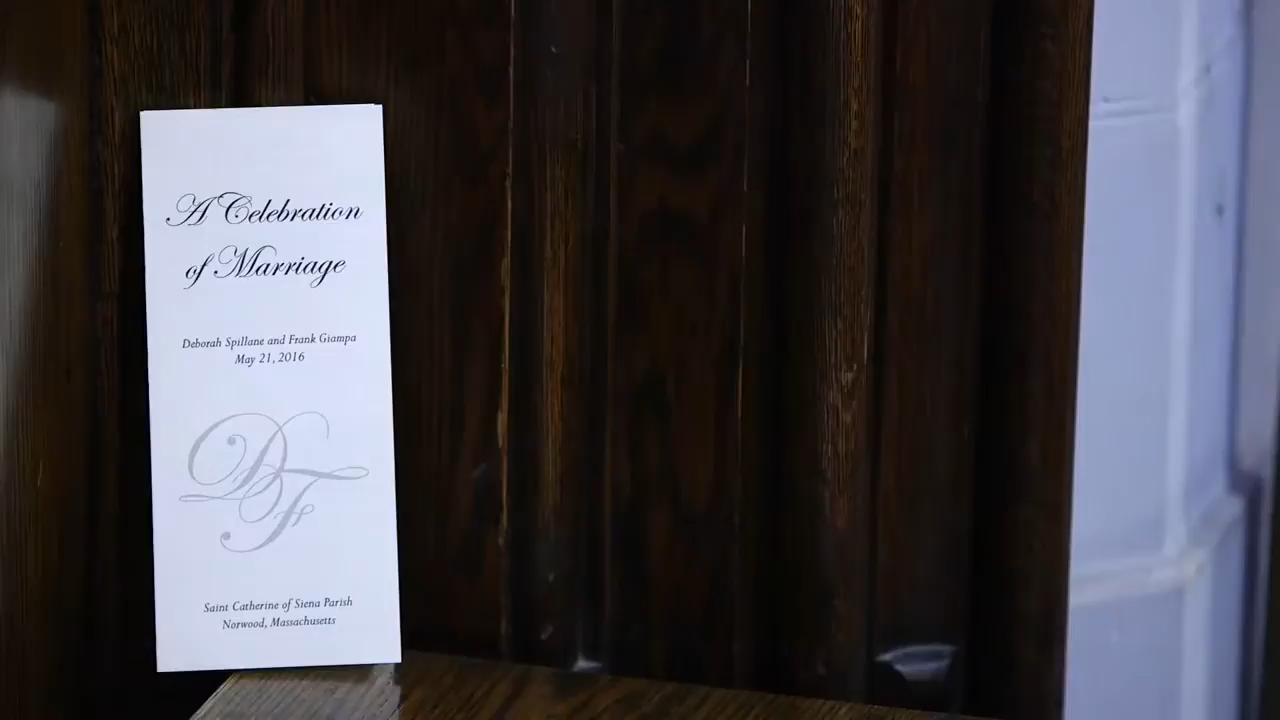 A Celebration
of Marriage
Deborah Spillane and Frank Giampa
May 21, 2016
DF
Saint Catherine of Siena Parish
Norwood, Massachusetts